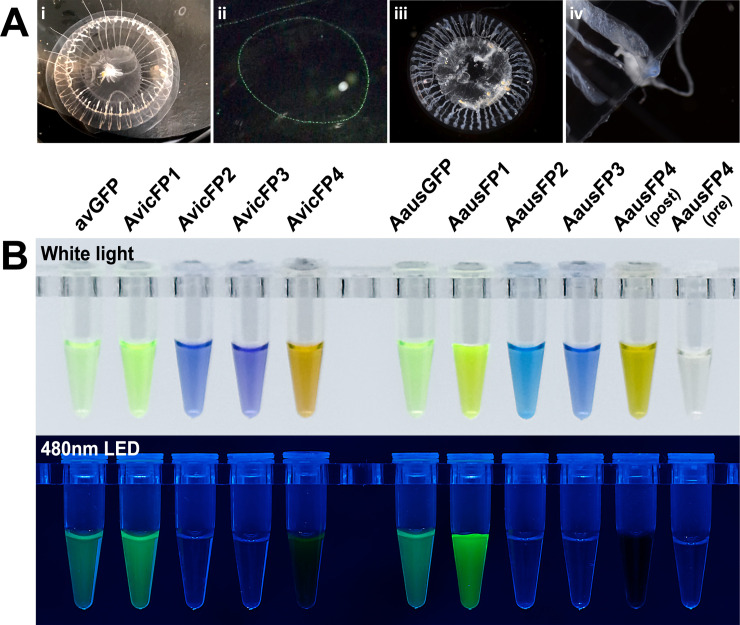 A
i
ii
iii
iv
avGFP
AvicFP1
AvicFP2
AvicFP3
AvicFP4
AausGFP
AausFP1
AausFP2
AausFP3
AausFP4
(post)
AausFP4
(pre)
B
White light
480nm LED